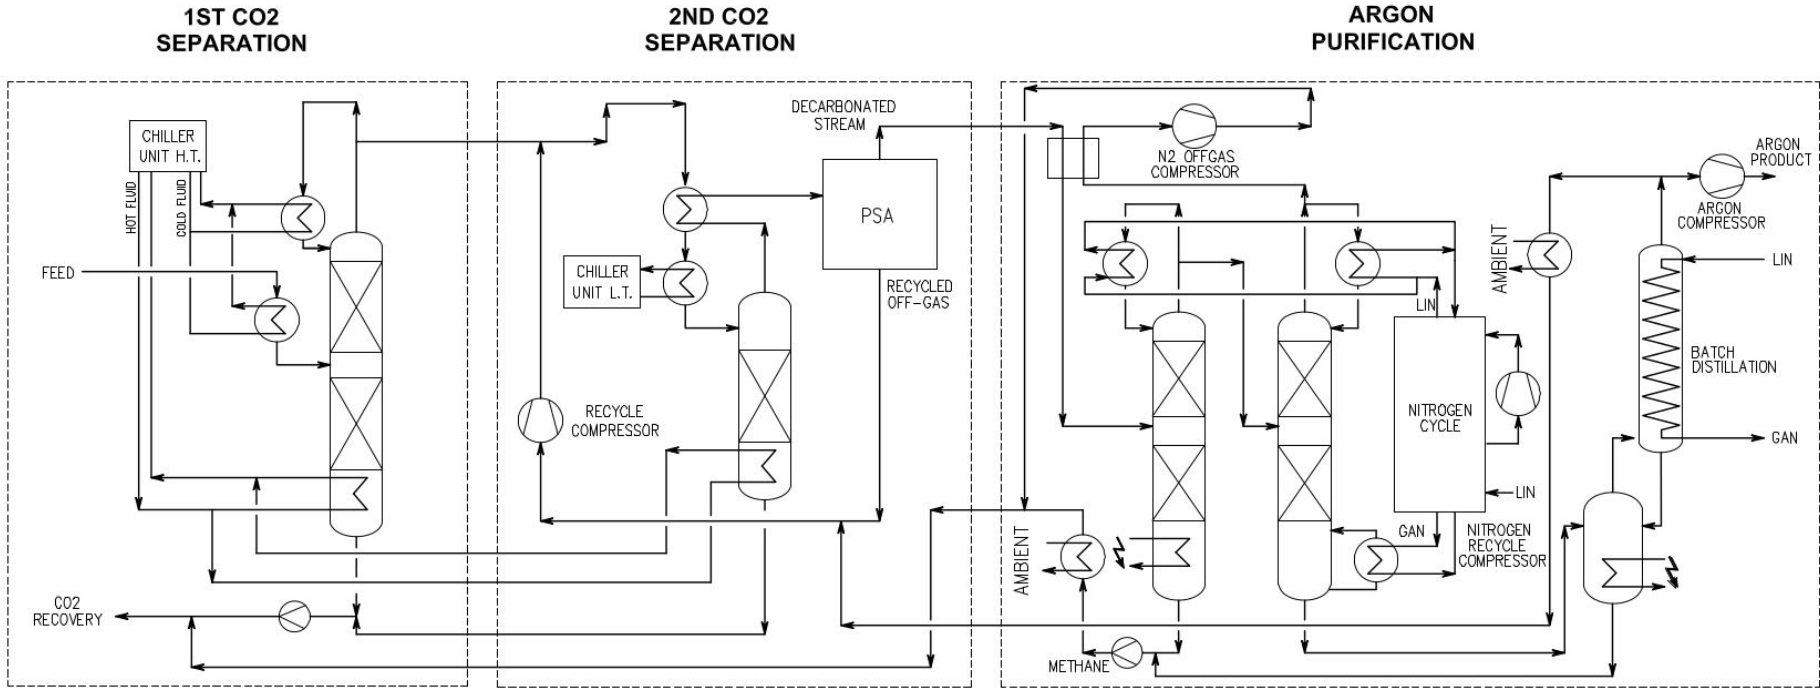 1ST CO2
SEPARATION
2ND CO2
SEPARATION
ARGON
PURIFICATION
CHILLER
UNIT H.T.
HOT FLUID
COLD FLUID
FEED
CO2
RECOVERY
CHILLER
UNIT L.T.
DECARBONATED
STREAM
PSA
RECYCLED
OFF-GAS
RECYCLE
COMPRESSOR
N2 OFFGAS
COMPRESSOR
LIN
NITROGEN
CYCLE
LIN
GAN
NITROGEN
RECYCLE
COMPRESSOR
AMBIENT
METHANE
AMBIENT
ARGON
PRODUCT
ARGON
COMPRESSOR
LIN
BATCH
DISTILLATION
GAN